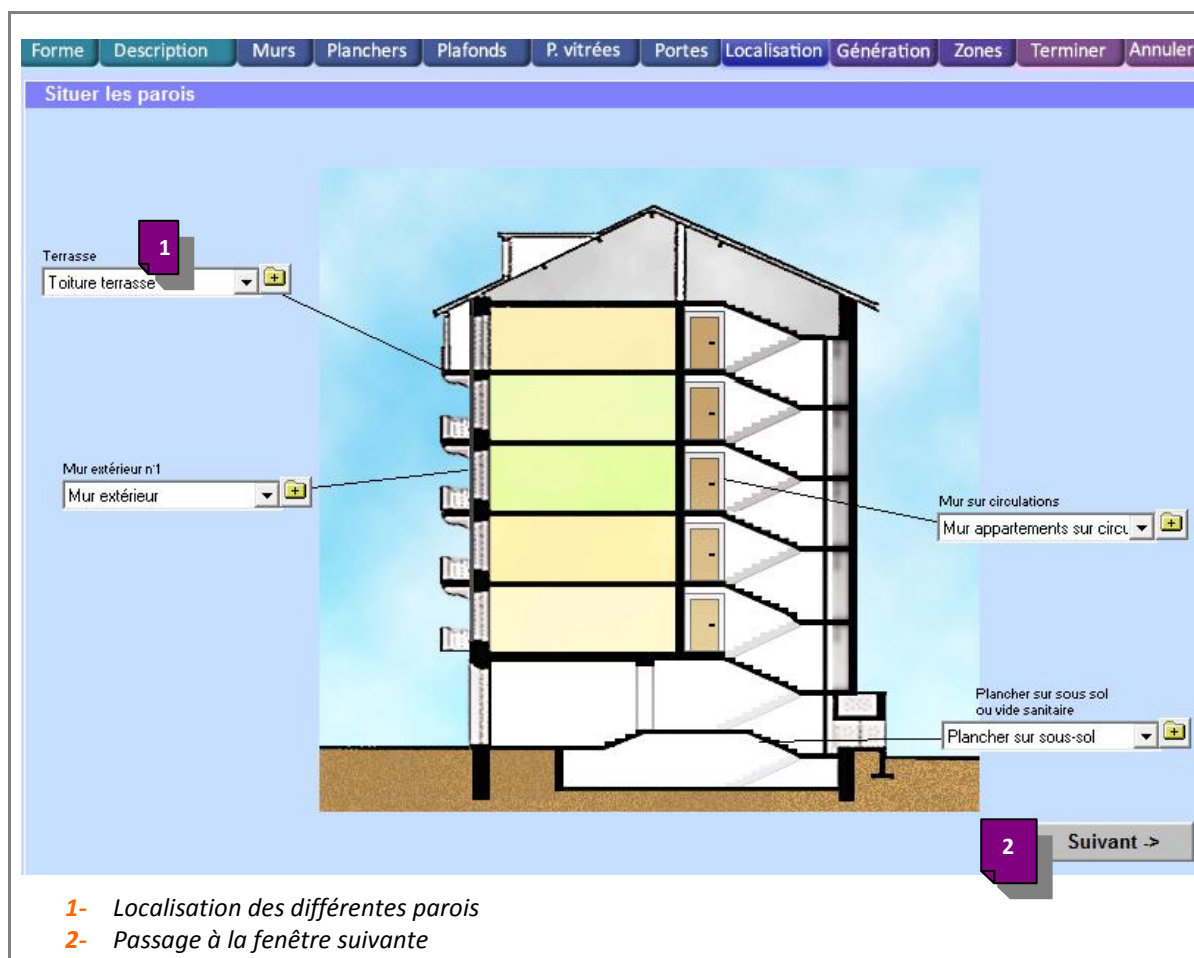 Forme Description Murs Planchers Plafonds P. vitrées Portes Localisation Génération Zones Terminer Annuler
Situer les parois
1
Terrasse
Toiture terrasse
Mur extérieur n°1
Mur extérieur
Mur sur circulations
Mur appartements sur circu
Plancher sur sous sol
ou vide sanitaire
Plancher sur sous-sol
2
Suivant ->
1- Localisation des différentes parois
2- Passage à la fenêtre suivante